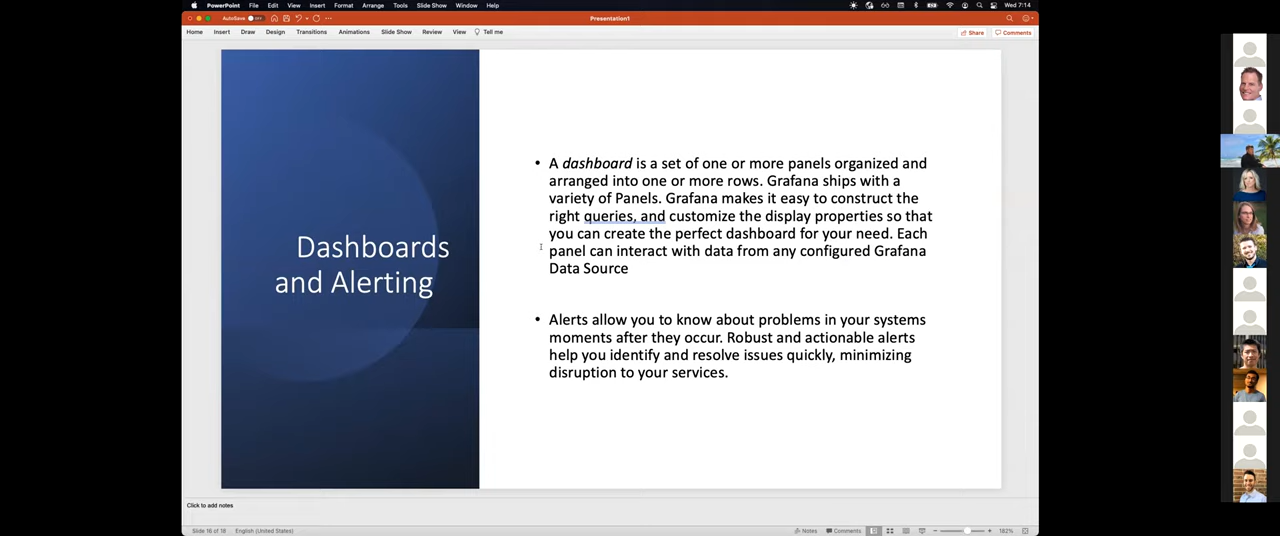 PowerPoint File Edit View Insert Format Arrange Tools Slide Show Window Help Wed 7:14
AutoSave OFF Presentation1
Home Insert Draw Design Transitions Animations Slide Show Review View Tell me Share Comments
Dashboards
and Alerting
• A dashboard is a set of one or more panels organized and
arranged into one or more rows. Grafana ships with a
variety of Panels. Grafana makes it easy to construct the
right queries, and customize the display properties so that
you can create the perfect dashboard for your need. Each
panel can interact with data from any configured Grafana
Data Source
• Alerts allow you to know about problems in your systems
moments after they occur. Robust and actionable alerts
help you identify and resolve issues quickly, minimizing
disruption to your services.
Click to add notes
Slide 16 of 18 English (United States) Notes Comments 182%